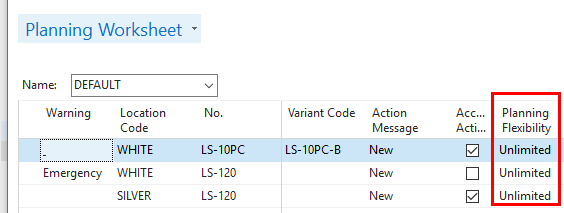 Planning Worksheet
Name: DEFAULT
Warning Location Code No. Variant Code Action Message Acc... Acti... Planning Flexibility
- WHITE LS-10PC LS-10PC-B New Unlimited
Emergency WHITE LS-120 New Unlimited
SILVER LS-120 New Unlimited